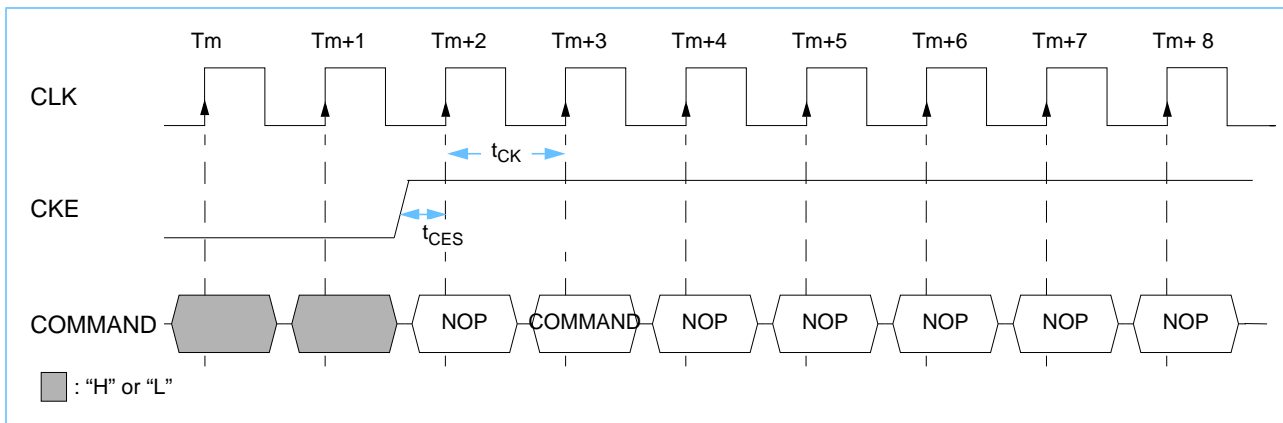 Tm Tm+1 Tm+2 Tm+3 Tm+4 Tm+5 Tm+6 Tm+7 Tm+ 8
CLK
tCK
CKE
tCES
COMMAND NOP COMMAND NOP NOP NOP NOP NOP
: “H” or “L”